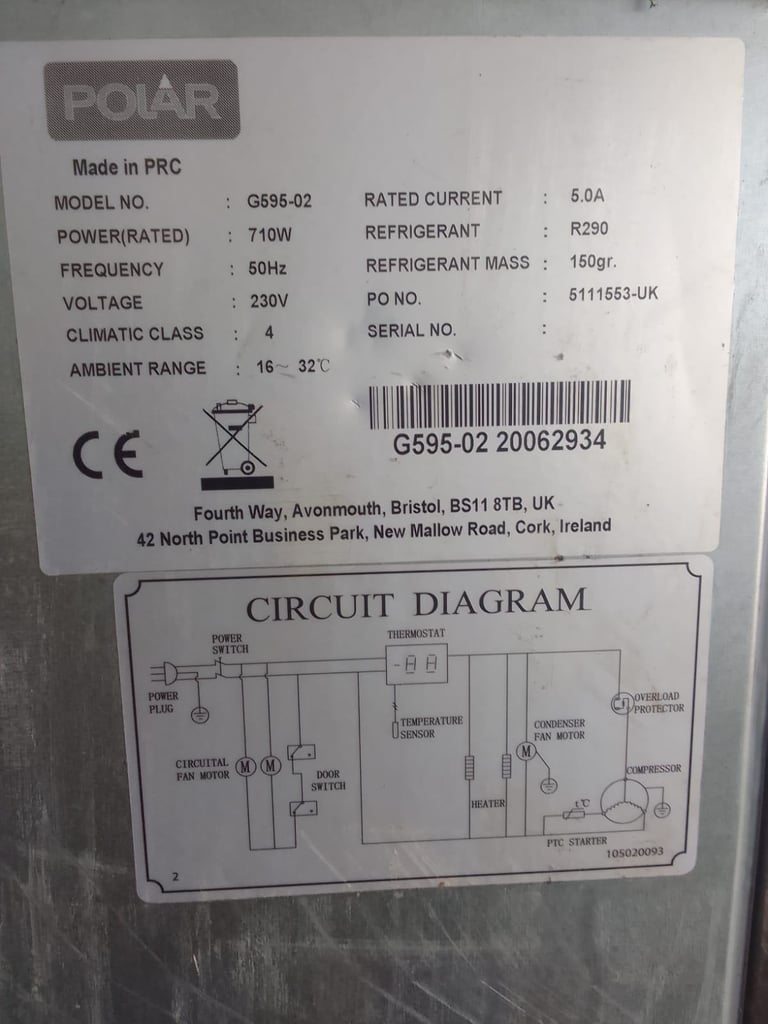 POLAR
Made in PRC
MODEL NO. : G595-02
POWER(RATED) : 710W
FREQUENCY : 50Hz
VOLTAGE : 230V
CLIMATIC CLASS : 4
AMBIENT RANGE : 16~ 32℃
RATED CURRENT : 5.0A
REFRIGERANT : R290
REFRIGERANT MASS : 150gr.
PO NO. : 5111553-UK
SERIAL NO. :
G595-02 20062934
CE
Fourth Way, Avonmouth, Bristol, BS11 8TB, UK
42 North Point Business Park, New Mallow Road, Cork, Ireland
CIRCUIT DIAGRAM
POWER
SWITCH
THERMOSTAT
POWER
PLUG
TEMPERATURE
SENSOR
OVERLOAD
PROTECTOR
CONDENSER
FAN MOTOR
CIRCUITAL
FAN MOTOR
M
M
M
DOOR
SWITCH
HEATER
COMPRESSOR
t℃
PTC STARTER
105020093
2